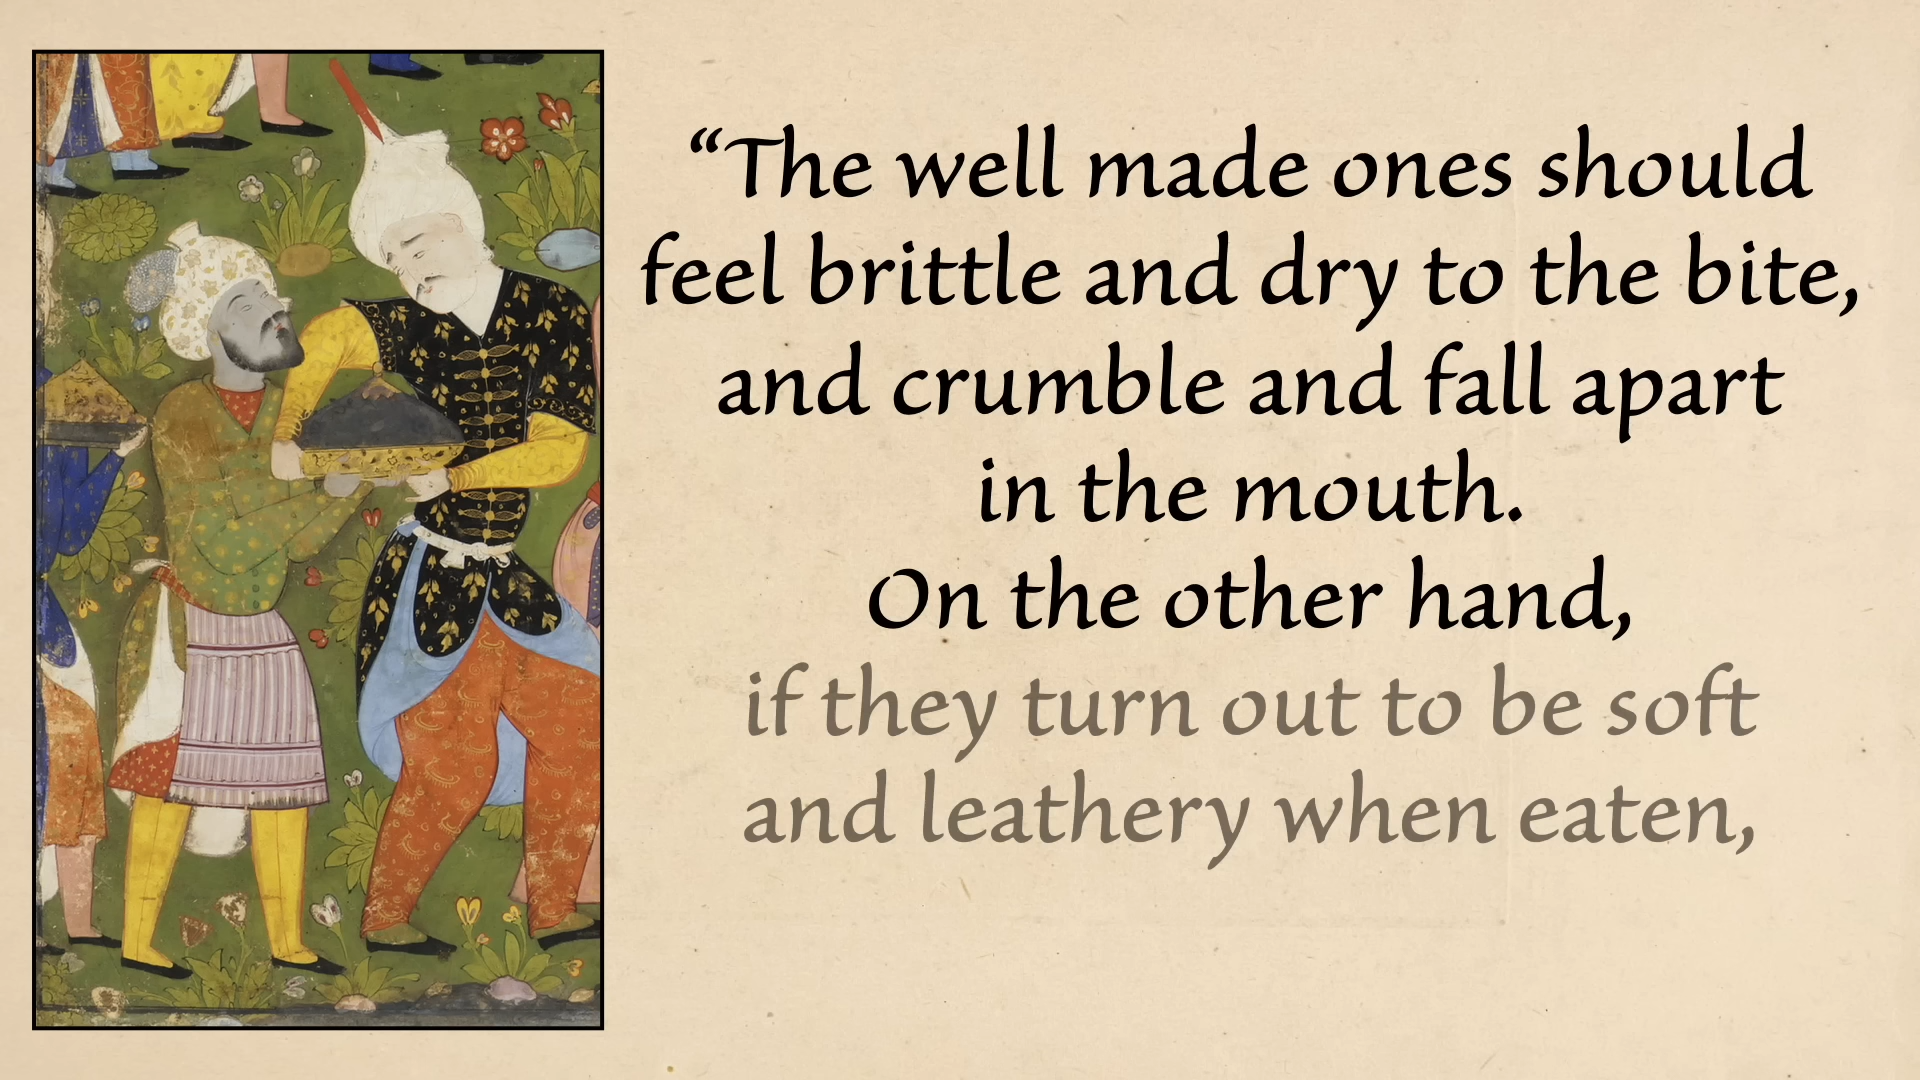 “The well made ones should
feel brittle and dry to the bite,
and crumble and fall apart
in the mouth.
On the other hand,
if they turn out to be soft
and leathery when eaten,